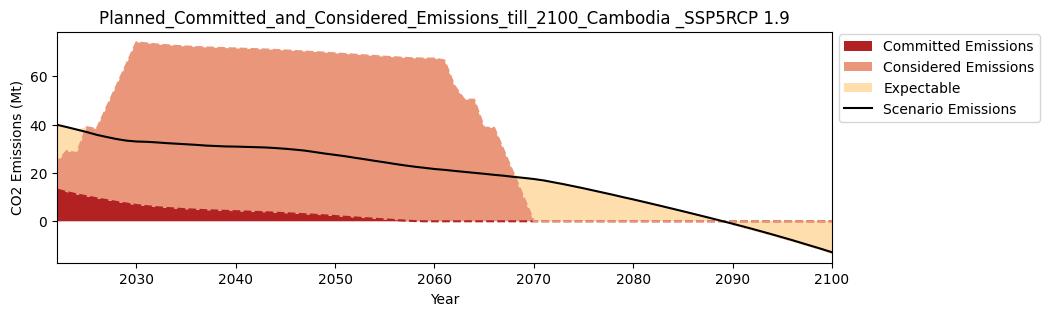 Planned_Committed_and_Considered_Emissions_till_2100_Cambodia _SSP5RCP 1.9
Committed Emissions
Considered Emissions
Expectable
Scenario Emissions
CO2 Emissions (Mt)
60
40
20
0
2030 2040 2050 2060 2070 2080 2090 2100
Year